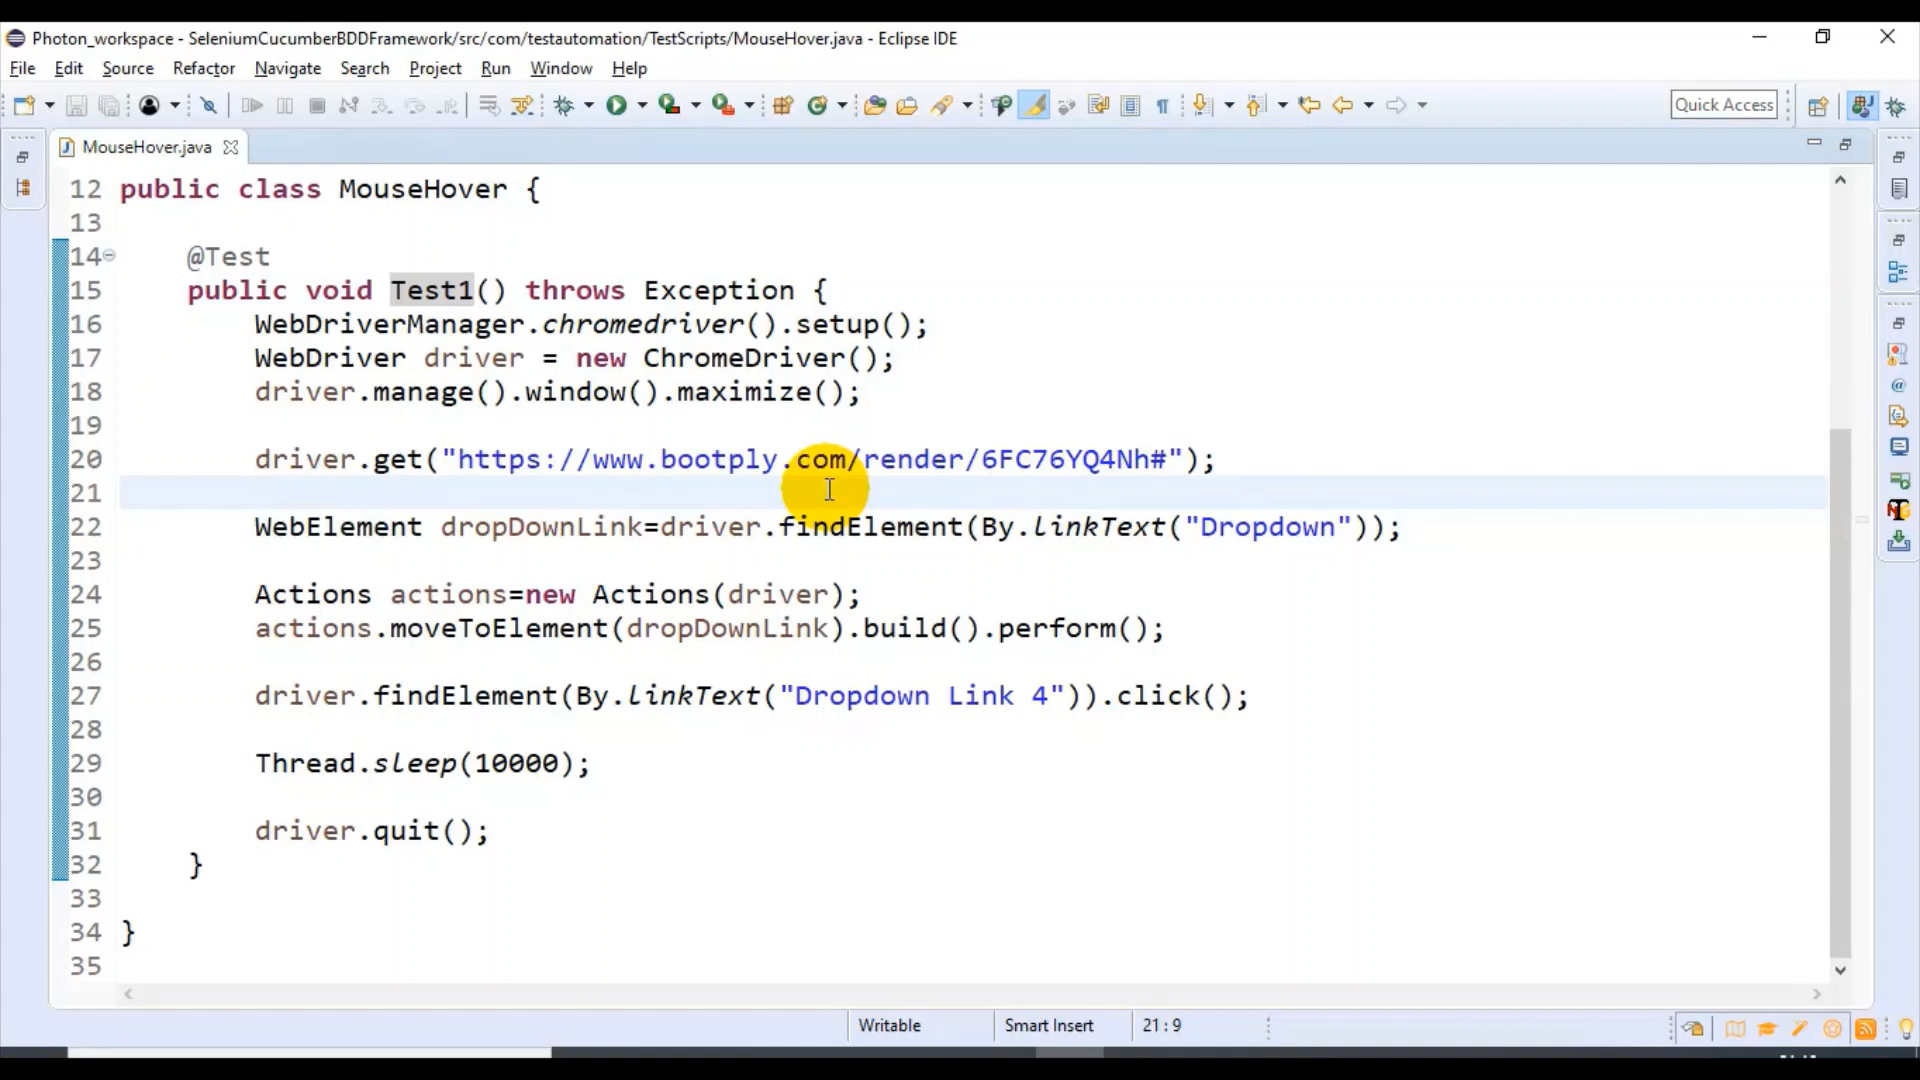 Photon_workspace - SeleniumCucumberBDDFramework/src/com/testautomation/TestScripts/MouseHover.java - Eclipse IDE
File Edit Source Refactor Navigate Search Project Run Window Help
Quick Access
MouseHover.java
12 public class MouseHover {
13
14 @Test
15 public void Test1() throws Exception {
16 WebDriverManager.chromedriver().setup();
17 WebDriver driver = new ChromeDriver();
18 driver.manage().window().maximize();
19
20 driver.get("https://www.bootply.com/render/6FC76YQ4Nh#");
21
22 WebElement dropDownLink=driver.findElement(By.linkText("Dropdown"));
23
24 Actions actions=new Actions(driver);
25 actions.moveToElement(dropDownLink).build().perform();
26
27 driver.findElement(By.linkText("Dropdown Link 4")).click();
28
29 Thread.sleep(10000);
30
31 driver.quit();
32 }
33
34 }
35
Writable Smart Insert 21 : 9